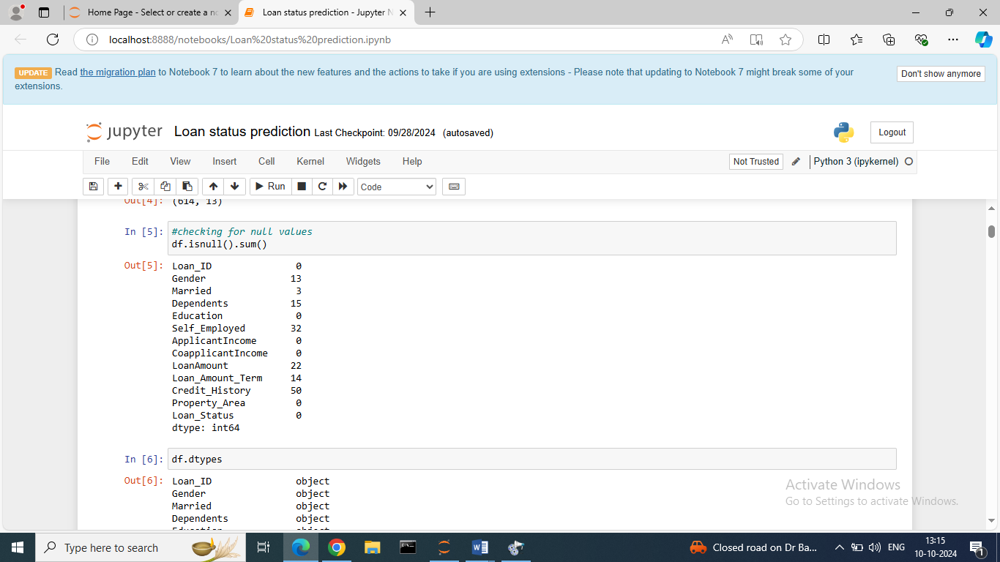 Home Page - Select or create a n
Loan status prediction - Jupyter N
localhost:8888/notebooks/Loan%20status%20prediction.ipynb
UPDATE Read the migration plan to Notebook 7 to learn about the new features and the actions to take if you are using extensions - Please note that updating to Notebook 7 might break some of your
extensions.
Don't show anymore
jupyter Loan status prediction Last Checkpoint: 09/28/2024 (autosaved)
Logout
File Edit View Insert Cell Kernel Widgets Help
Not Trusted
Python 3 (ipykernel)
Run
Code
Out[4]: (614, 13)
In [5]: #checking for null values
df.isnull().sum()
Out[5]: Loan_ID 0
Gender 13
Married 3
Dependents 15
Education 0
Self_Employed 32
ApplicantIncome 0
CoapplicantIncome 0
LoanAmount 22
Loan_Amount_Term 14
Credit_History 50
Property_Area 0
Loan_Status 0
dtype: int64
In [6]: df.dtypes
Out[6]: Loan_ID object
Gender object
Married object
Dependents object
Education object
Activate Windows
Go to Settings to activate Windows.
Type here to search
Closed road on Dr Ba...
ENG
13:15
10-10-2024
1